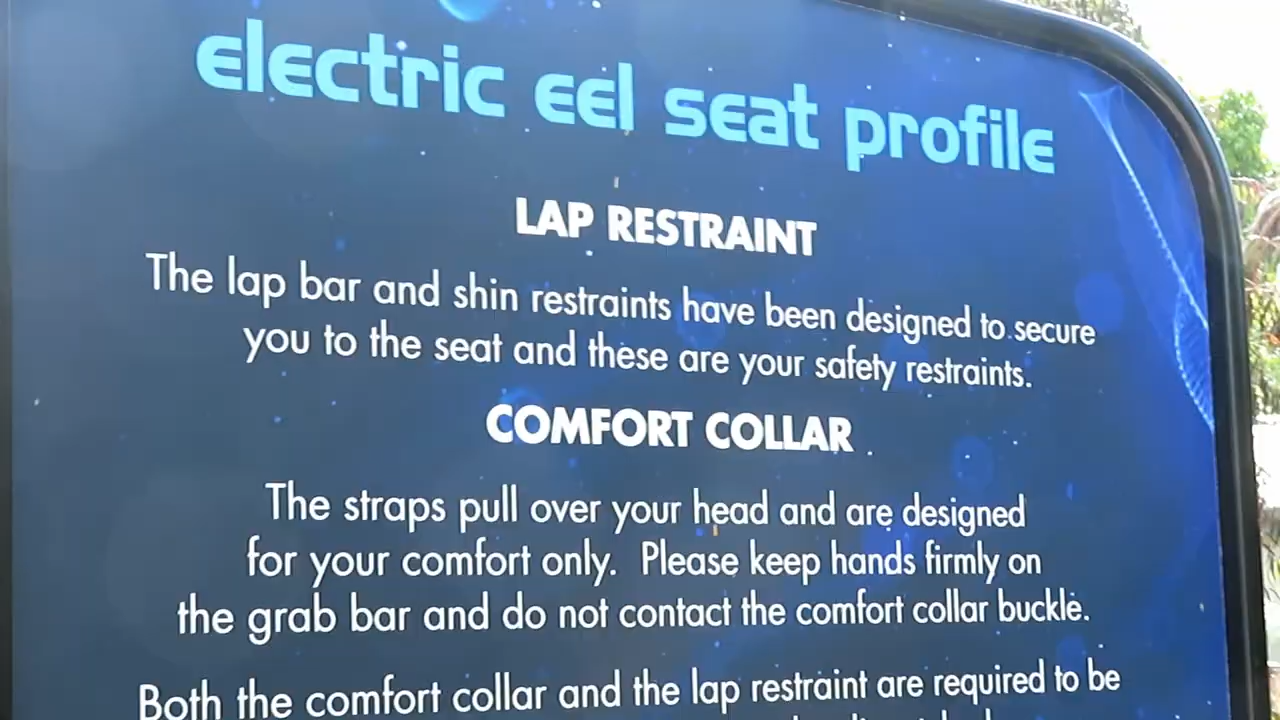 electric eel seat profile
LAP RESTRAINT
The lap bar and shin restraints have been designed to secure
you to the seat and these are your safety restraints.
COMFORT COLLAR
The straps pull over your head and are designed
for your comfort only. Please keep hands firmly on
the grab bar and do not contact the comfort collar buckle.
Both the comfort collar and the lap restraint are required to be